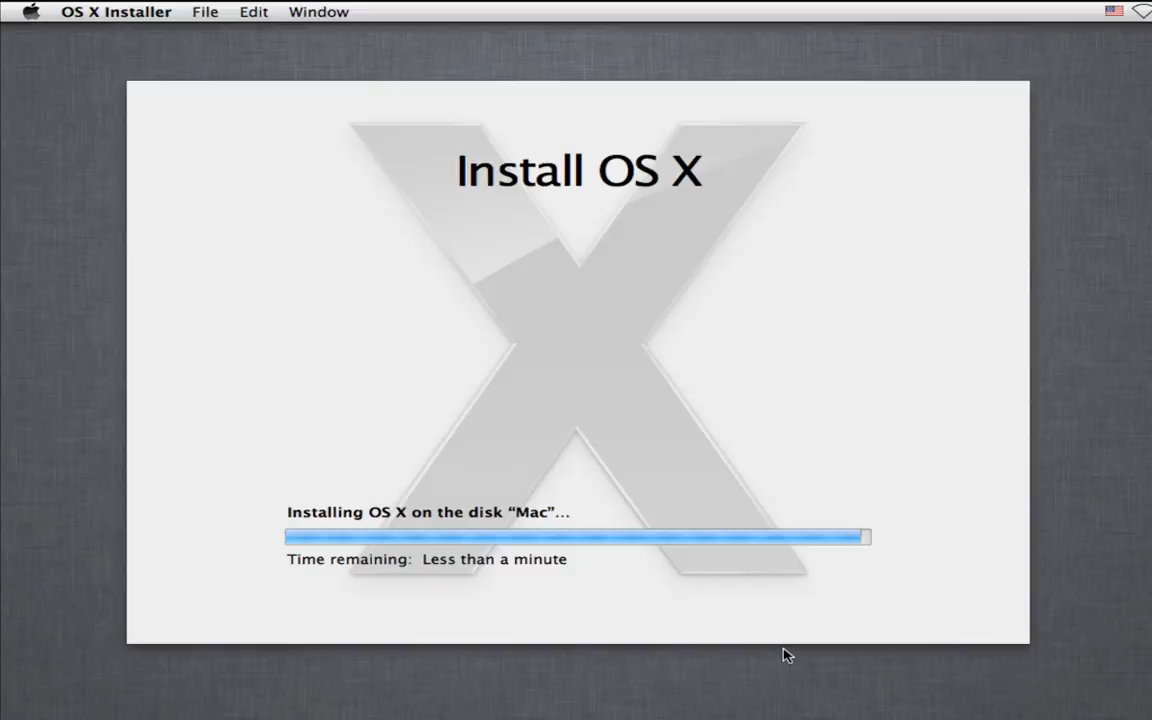 OS X Installer File Edit Window
Install OS X
Installing OS X on the disk “Mac”...
Time remaining: Less than a minute